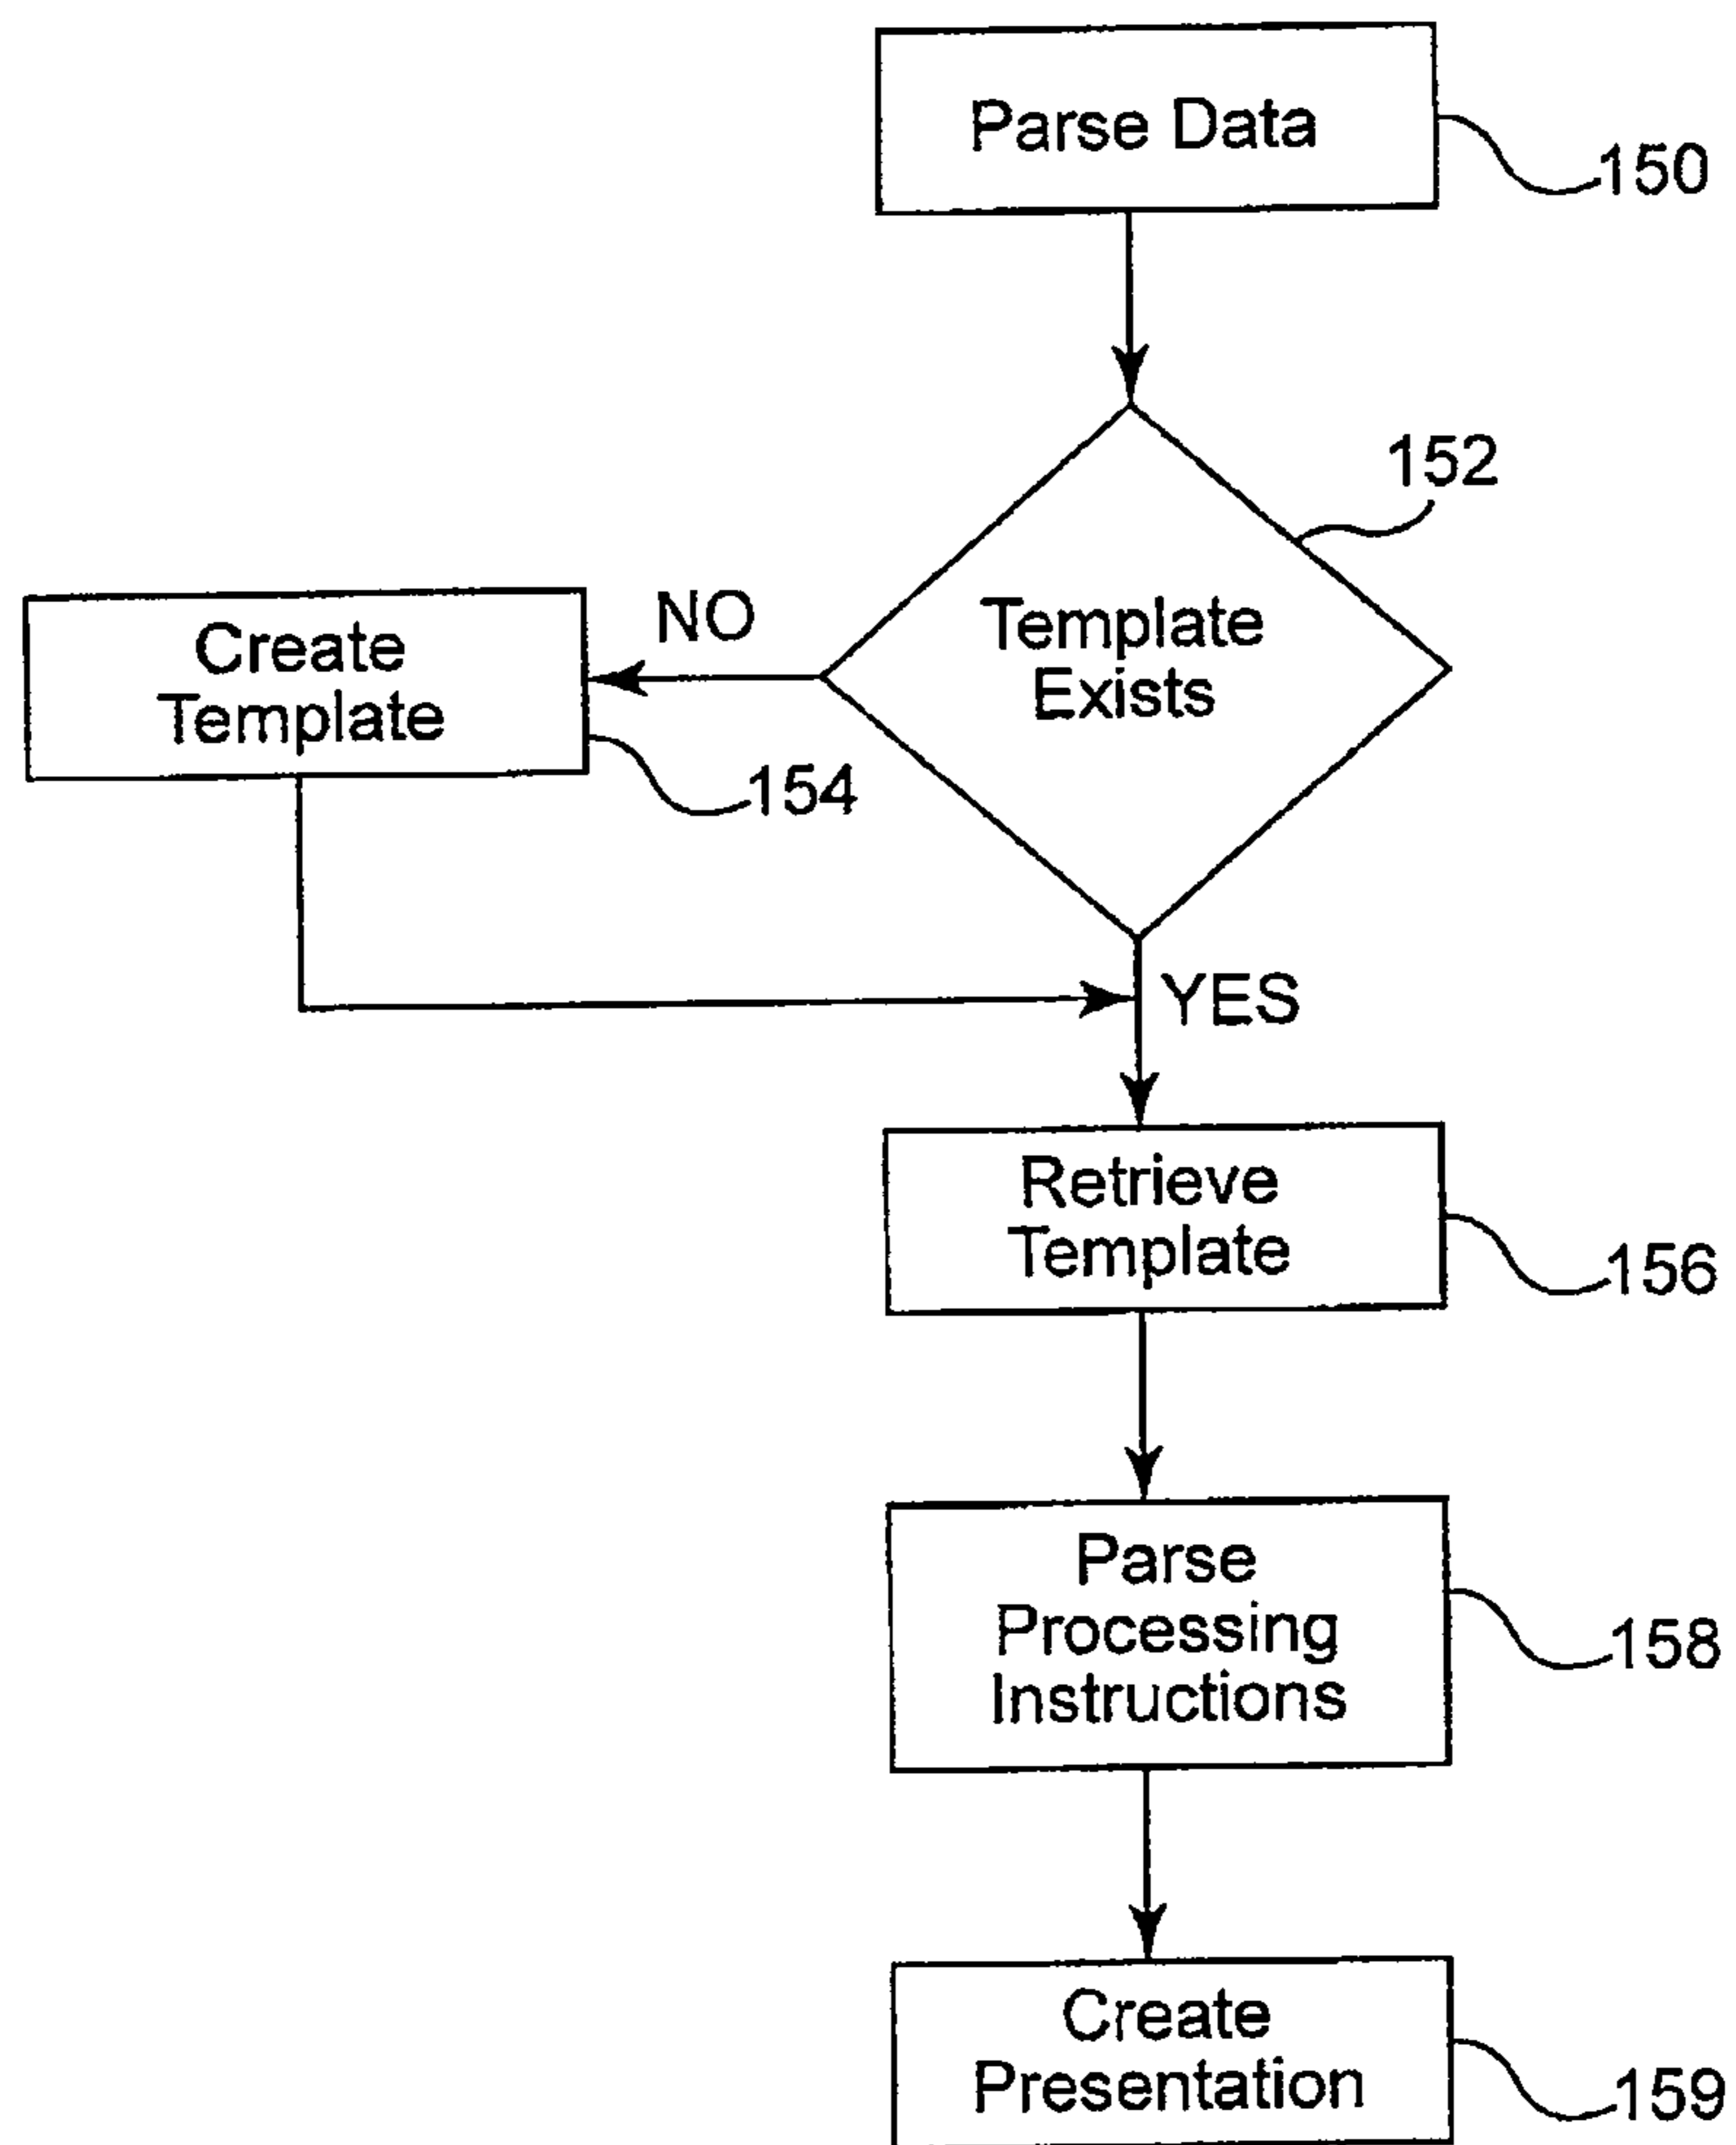 Parse Data
150
152
Template
Exists
NO
Create
Template
154
YES
Retrieve
Template
156
Parse
Processing
Instructions
158
Create
Presentation
159